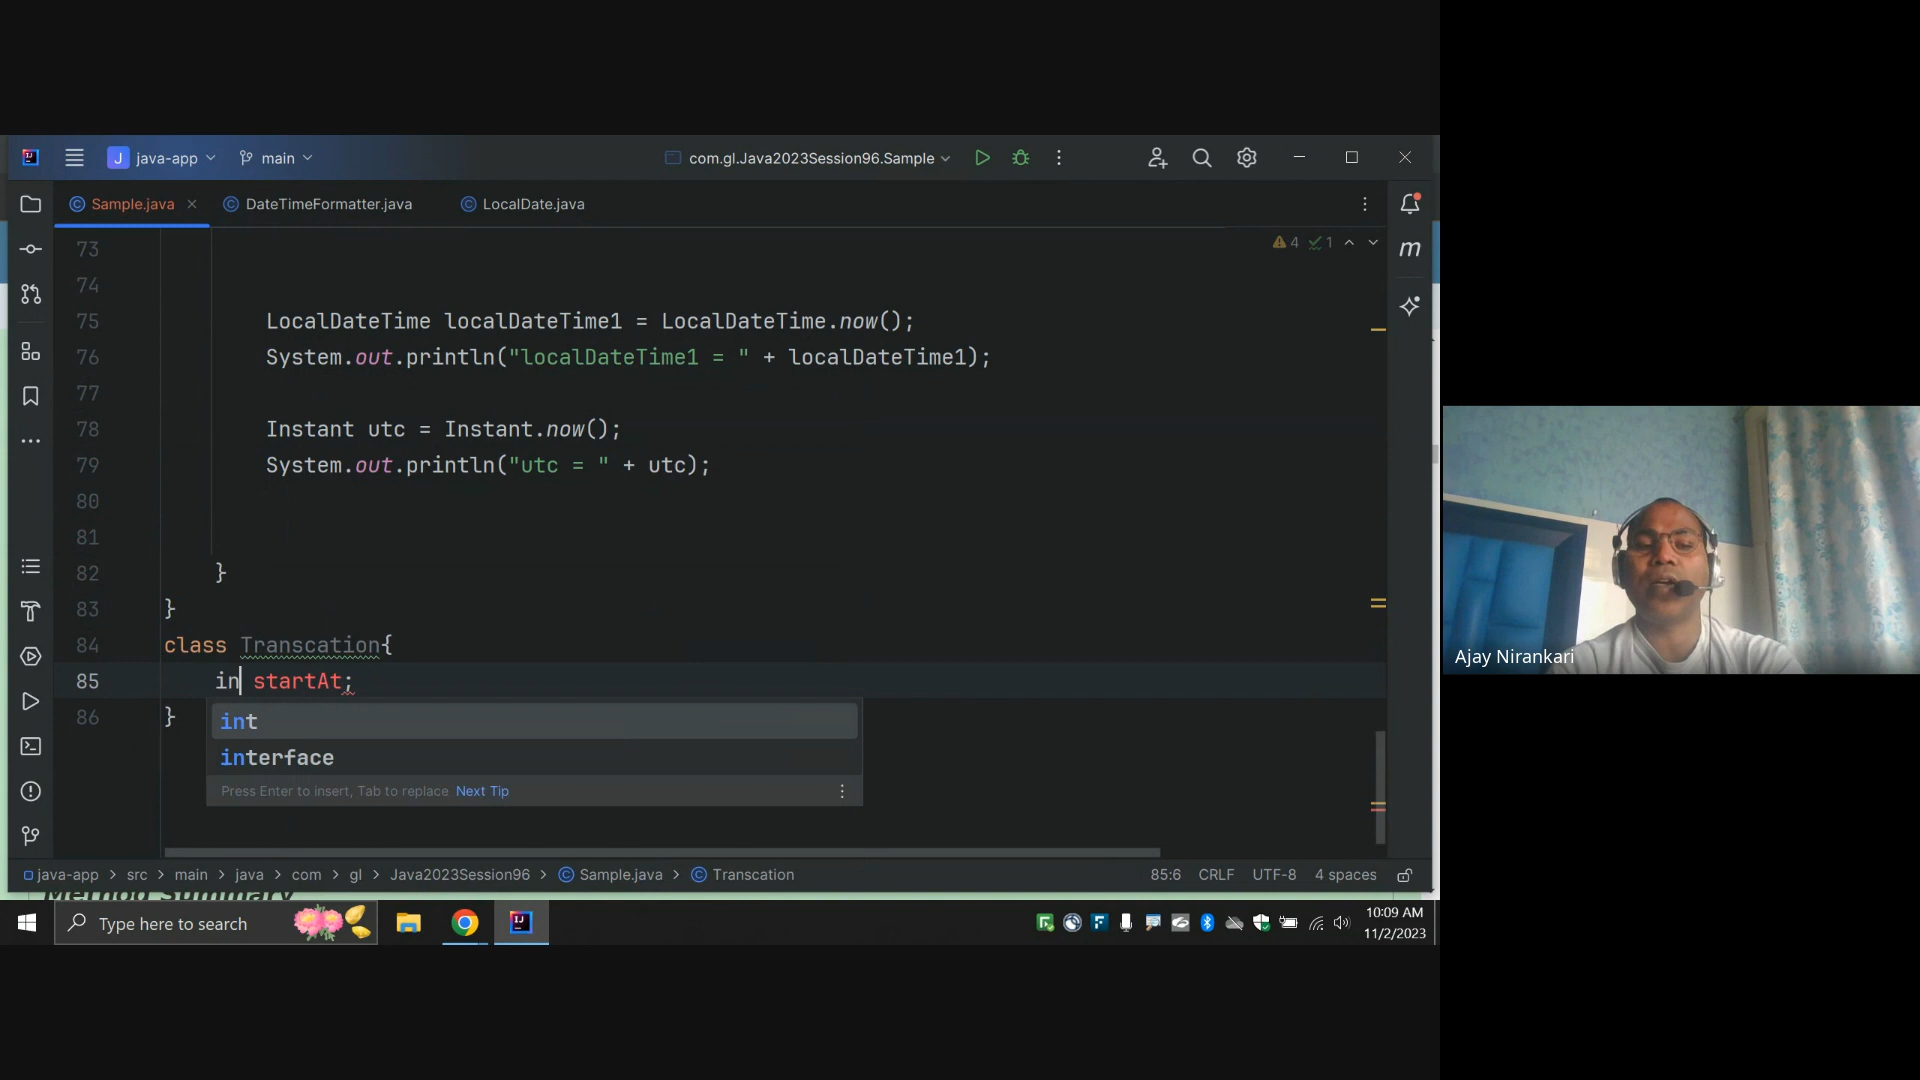 J java-app main com.gl.Java2023Session96.Sample
Sample.java DateTimeFormatter.java LocalDate.java
4 1
m
73
74
75 LocalDateTime localDateTime1 = LocalDateTime.now();
76 System.out.println("localDateTime1 = " + localDateTime1);
77
78 Instant utc = Instant.now();
79 System.out.println("utc = " + utc);
80
81
82 }
83 }
84 class Transcation{
85 in startAt;
86 }
int
interface
Press Enter to insert, Tab to replace Next Tip
Ajay Nirankari
java-app > src > main > java > com > gl > Java2023Session96 > Sample.java > Transcation 85:6 CRLF UTF-8 4 spaces
Method Summary
Type here to search
10:09 AM
11/2/2023